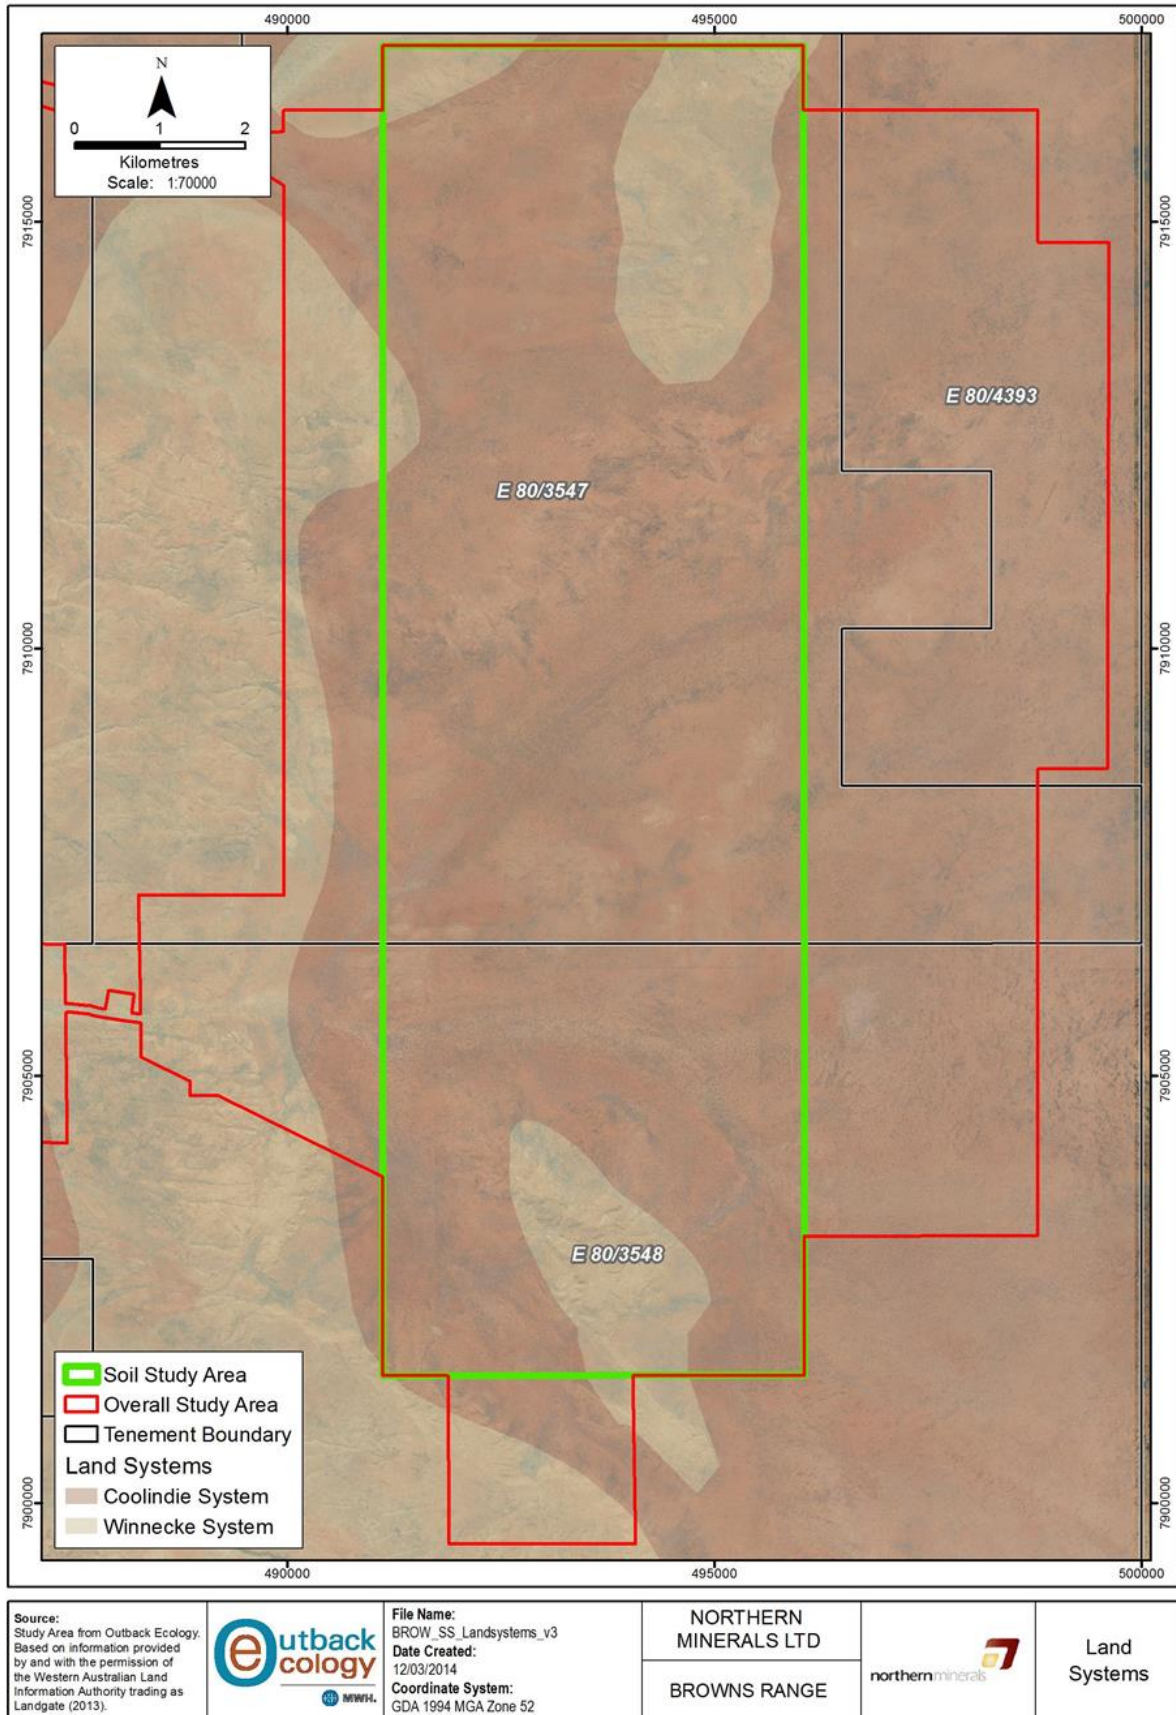 490000
495000
500000
N
0 1 2
Kilometres
Scale: 1:70000
7915000
7915000
E 80/4393
E 80/3547
7910000
7910000
7905000
7905000
E 80/3548
Soil Study Area
Overall Study Area
Tenement Boundary
Land Systems
Coolindie System
Winnecke System
7900000
7900000
490000
495000
500000
Source:
Study Area from Outback Ecology.
Based on information provided
by and with the permission of
the Western Australian Land
Information Authority trading as
Landgate (2013).
utback
ecology
MWH.
File Name:
BROW_SS_Landsystems_v3
Date Created:
12/03/2014
Coordinate System:
GDA 1994 MGA Zone 52
NORTHERN
MINERALS LTD
BROWNS RANGE
northernminerals
Land
Systems